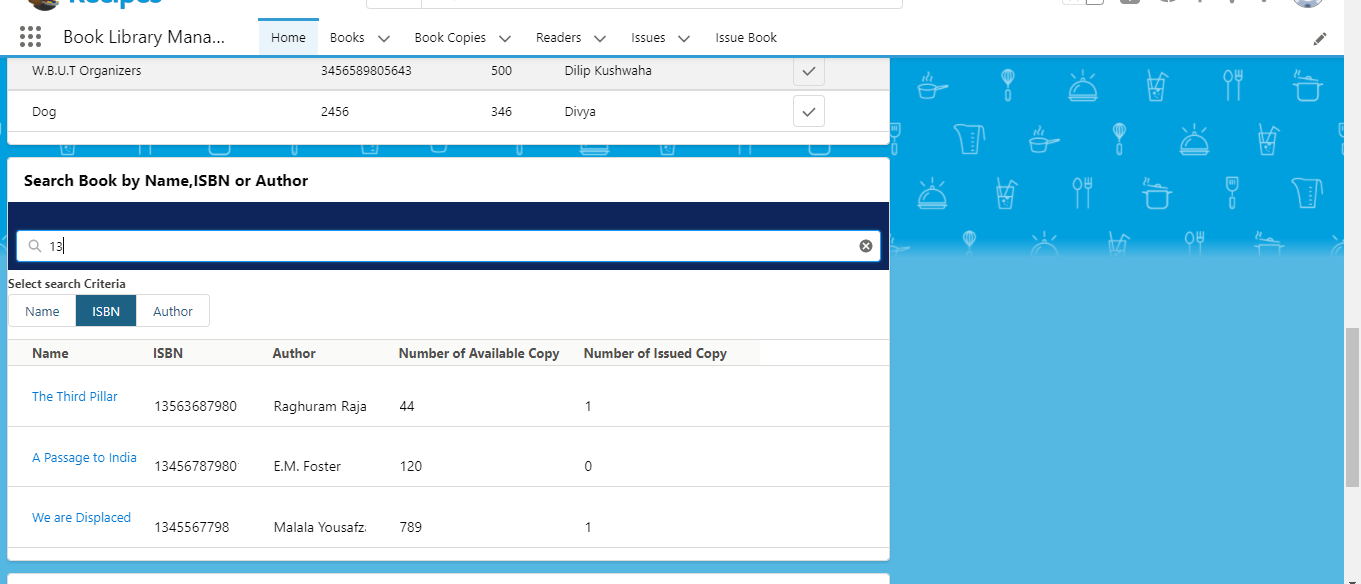 Recipes
Book Library Mana... Home Books Book Copies Readers Issues Issue Book
W.B.U.T Organizers 3456589805643 500 Dilip Kushwaha
Dog 2456 346 Divya
Search Book by Name,ISBN or Author
13
Select search Criteria
Name ISBN Author
Name ISBN Author Number of Available Copy Number of Issued Copy
The Third Pillar 13563687980 Raghuram Raja 44 1
A Passage to India 13456787980 E.M. Foster 120 0
We are Displaced 1345567798 Malala Yousafz 789 1